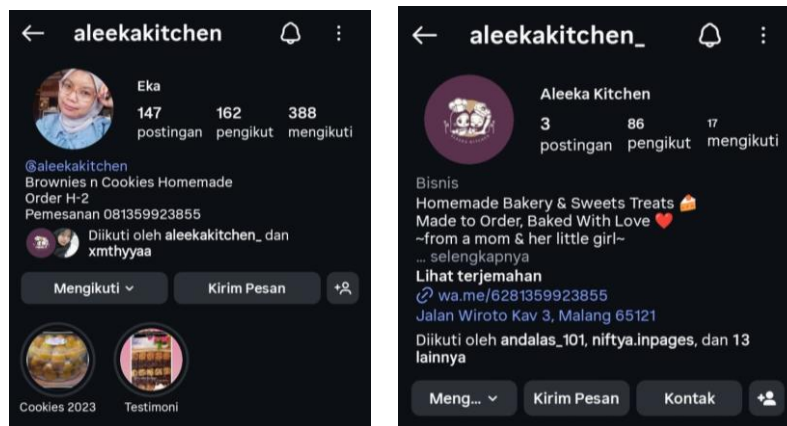 aleekakitchen
Eka
147 162 388
postingan pengikut mengikuti
@aleekakitchen
Brownies n Cookies Homemade
Order H-2
Pemesanan 081359923855
Diikuti oleh aleekakitchen_ dan
xmthyyaa
Mengikuti Kirim Pesan
Cookies 2023 Testimoni
aleekakitchen_
Aleeka Kitchen
3 86 17
postingan pengikut mengikuti
Bisnis
Homemade Bakery & Sweets Treats 🍰
Made to Order, Baked With Love ❤️
~from a mom & her little girl~
... selengkapnya
Lihat terjemahan
wa.me/6281359923855
Jalan Wiroto Kav 3, Malang 65121
Diikuti oleh andalas_101, niftya.inpages, dan 13
lainnya
Meng... Kirim Pesan Kontak